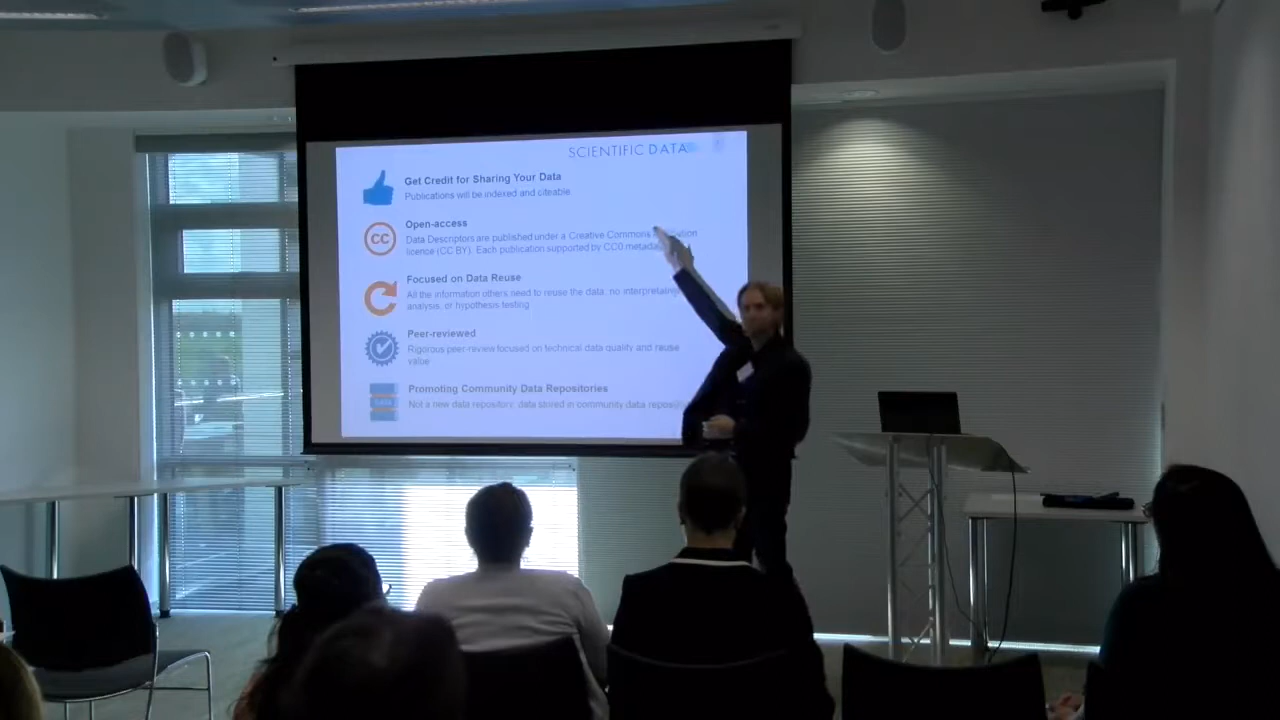 SCIENTIFIC DATA
Get Credit for Sharing Your Data
Publications will be indexed and citeable.
Open-access
CC
Data Descriptors are published under a Creative Commons
licence (CC BY). Each publication supported by CC0
Focused on Data Reuse
All the information others need to reuse the data, no
analysis, or hypothesis testing
Peer-reviewed
Rigorous peer-review focused on technical data quality and reuse
value
Promoting Community Data Repositories
DATA
Not a new data repository; data stored in community data